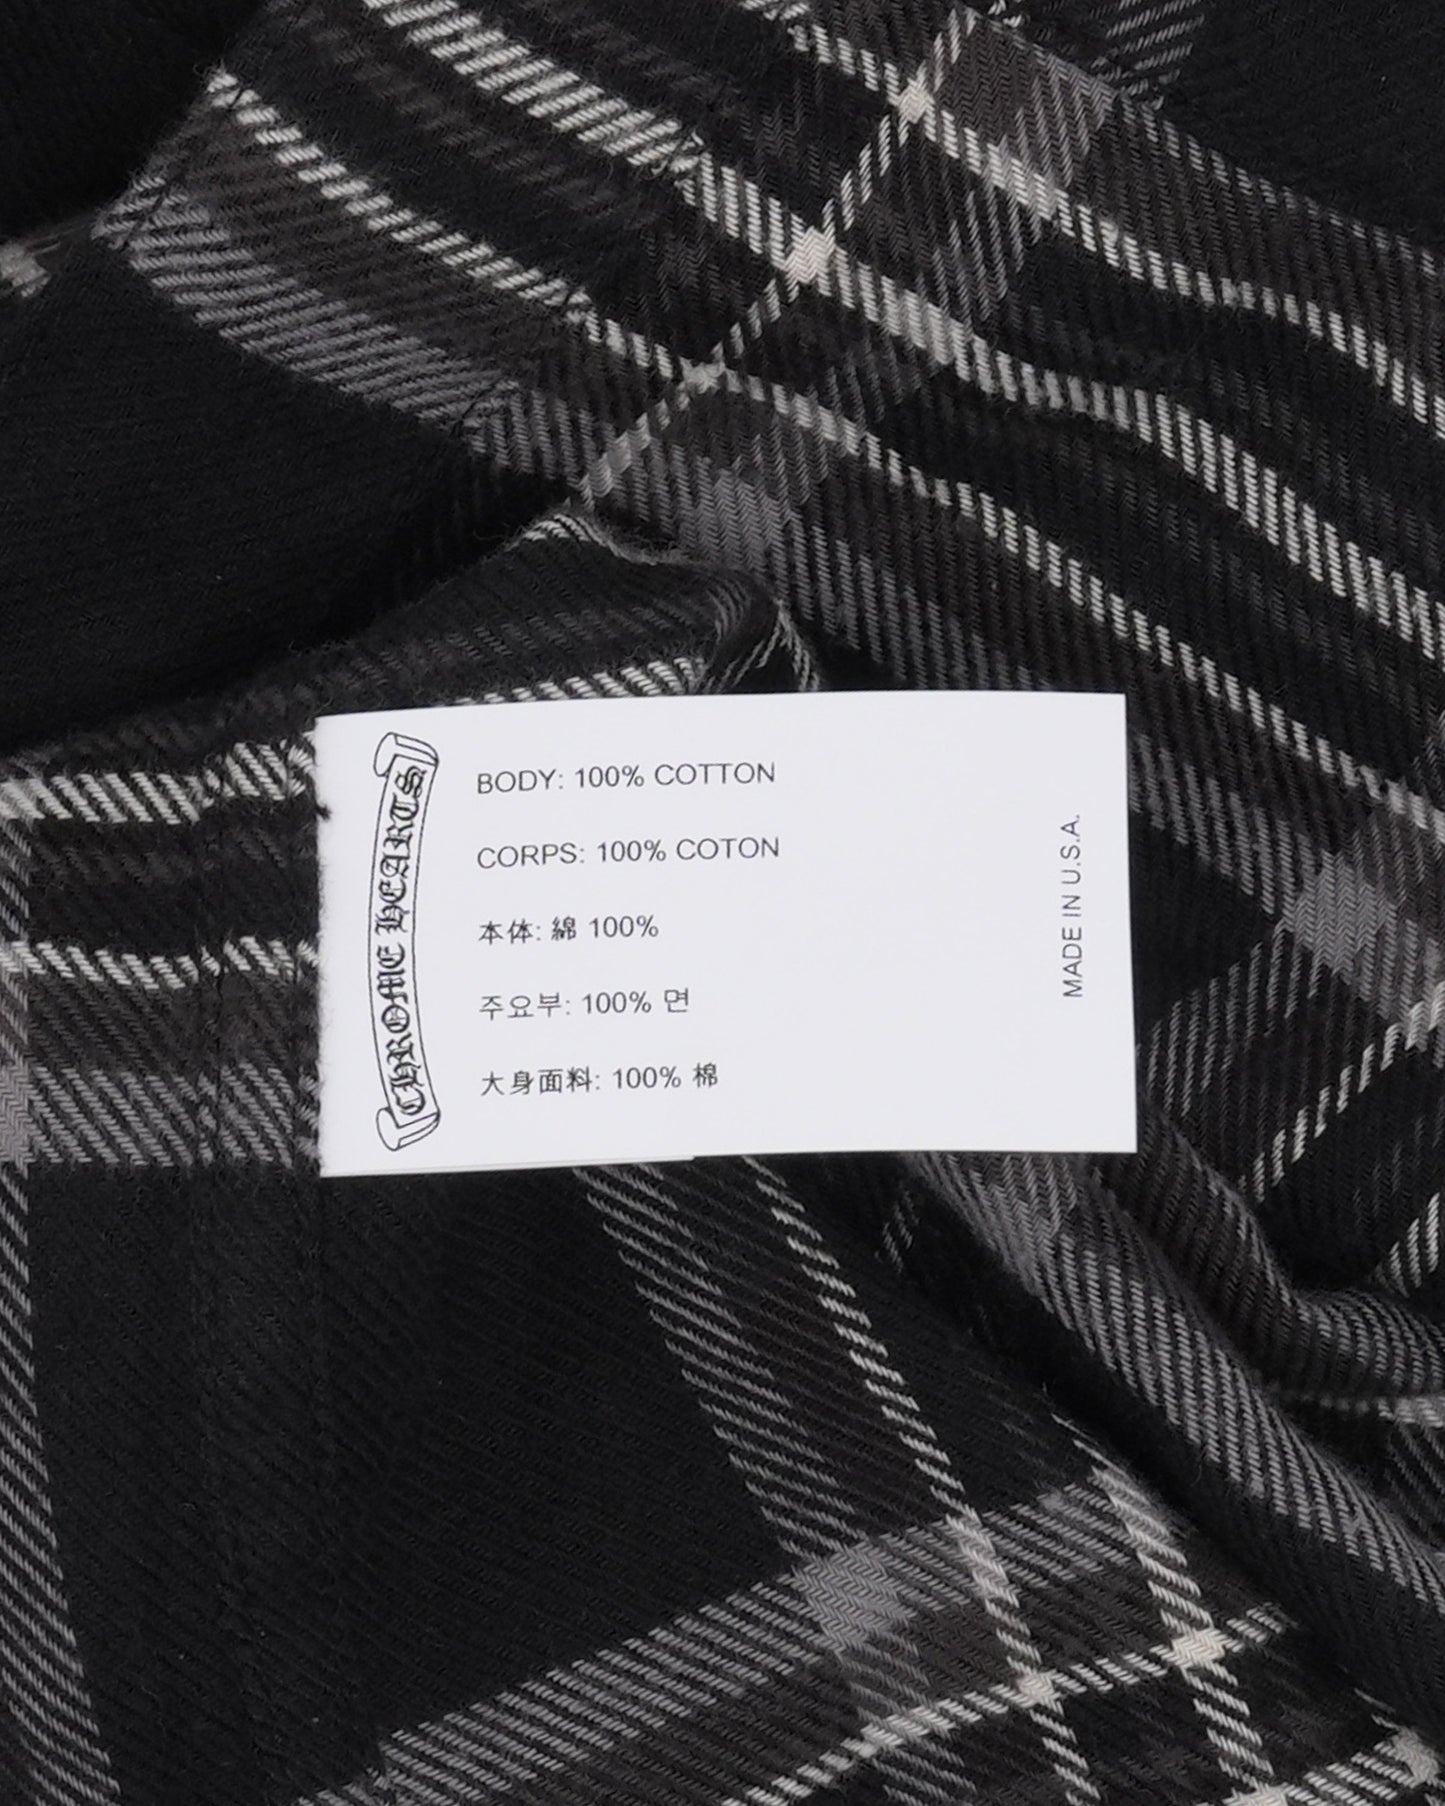 CHROME HEARTS
BODY: 100% COTTON
CORPS: 100% COTON
本体: 綿 100%
주요부: 100% 면
大身面料: 100% 棉
MADE IN U.S.A.